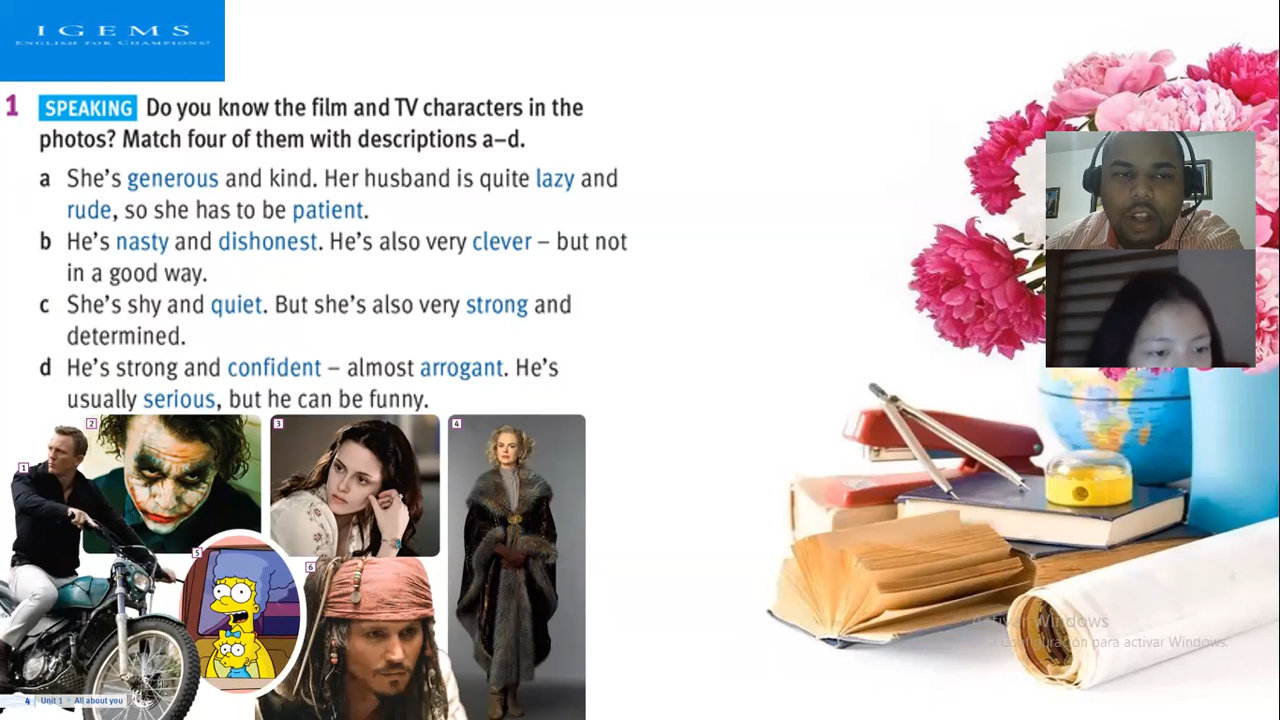 IGEMS
ENGLISH FOR CHAMPIONS!
1 SPEAKING Do you know the film and TV characters in the
photos? Match four of them with descriptions a–d.
a She's generous and kind. Her husband is quite lazy and
rude, so she has to be patient.
b He's nasty and dishonest. He's also very clever – but not
in a good way.
c She's shy and quiet. But she's also very strong and
determined.
d He's strong and confident – almost arrogant. He's
usually serious, but he can be funny.
1
2
3
4
5
6
4 Unit 1 • All about you
Activar Windows
Configuración para activar Windows.